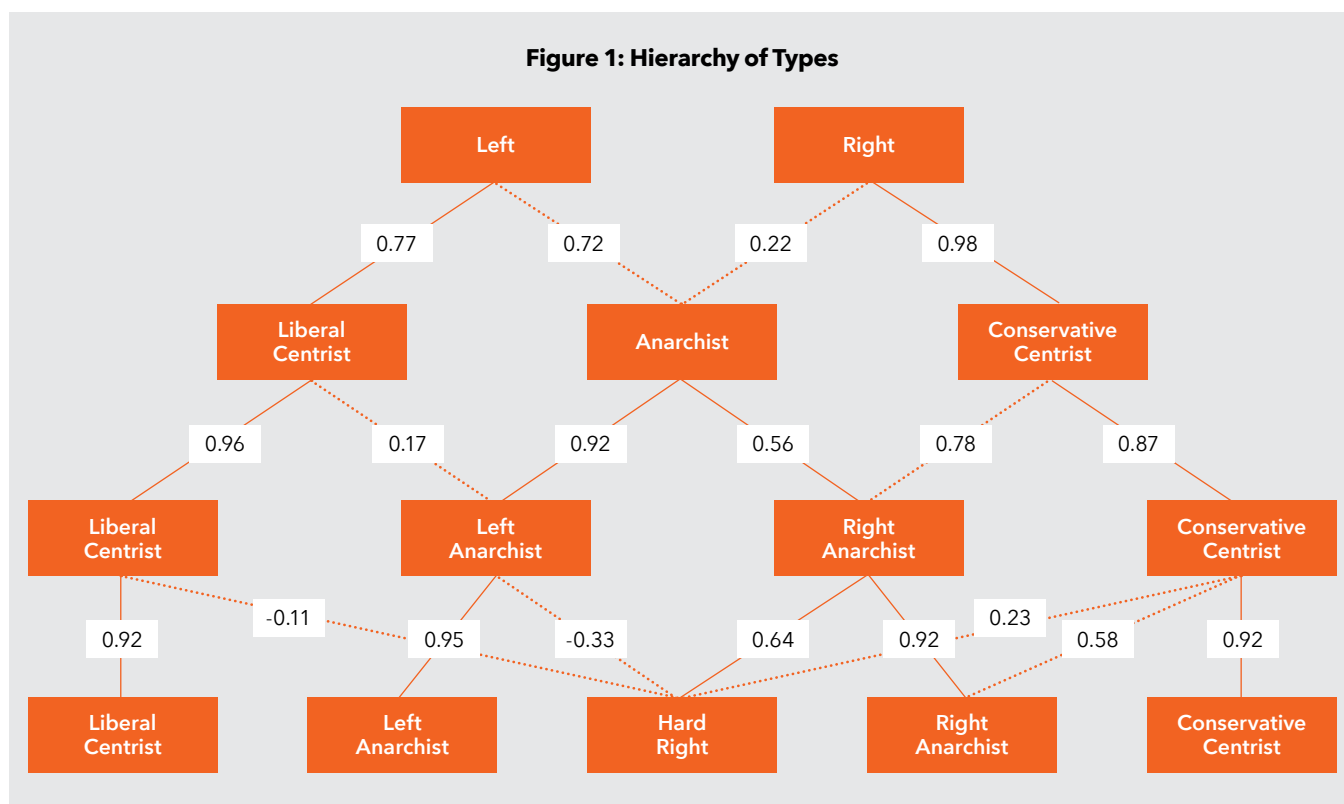 Figure 1: Hierarchy of Types
Left
Right
0.77
0.72
0.22
0.98
Liberal
Centrist
Anarchist
Conservative
Centrist
0.96
0.17
0.92
0.56
0.78
0.87
Liberal
Centrist
Left
Anarchist
Right
Anarchist
Conservative
Centrist
-0.11
0.23
0.92
0.95
-0.33
0.64
0.92
0.58
0.92
Liberal
Centrist
Left
Anarchist
Hard
Right
Right
Anarchist
Conservative
Centrist